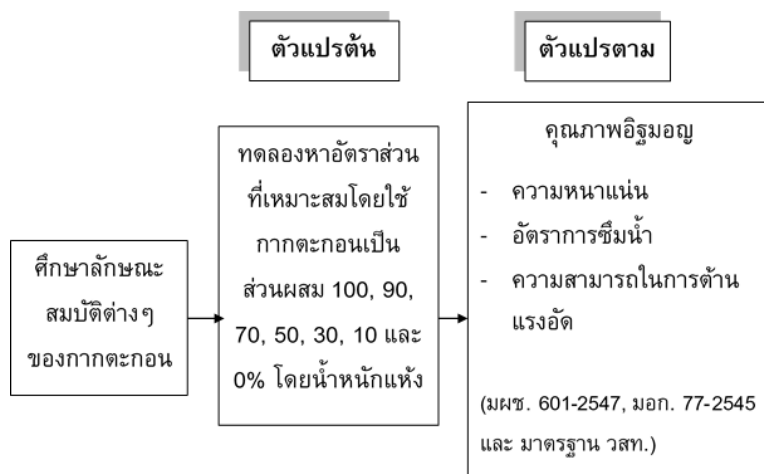 ตัวแปรต้น
ตัวแปรตาม
ศึกษาลักษณะ
สมบัติต่างๆ
ของกากตะกอน
ทดลองหาอัตราส่วน
ที่เหมาะสมโดยใช้
กากตะกอนเป็น
ส่วนผสม 100, 90,
70, 50, 30, 10 และ
0% โดยน้ำหนักแห้ง
คุณภาพอิฐมอญ
- ความหนาแน่น
- อัตราการซึมน้ำ
- ความสามารถในการต้าน
แรงอัด
(มผช. 601-2547, มอก. 77-2545
และ มาตรฐาน วสท.)